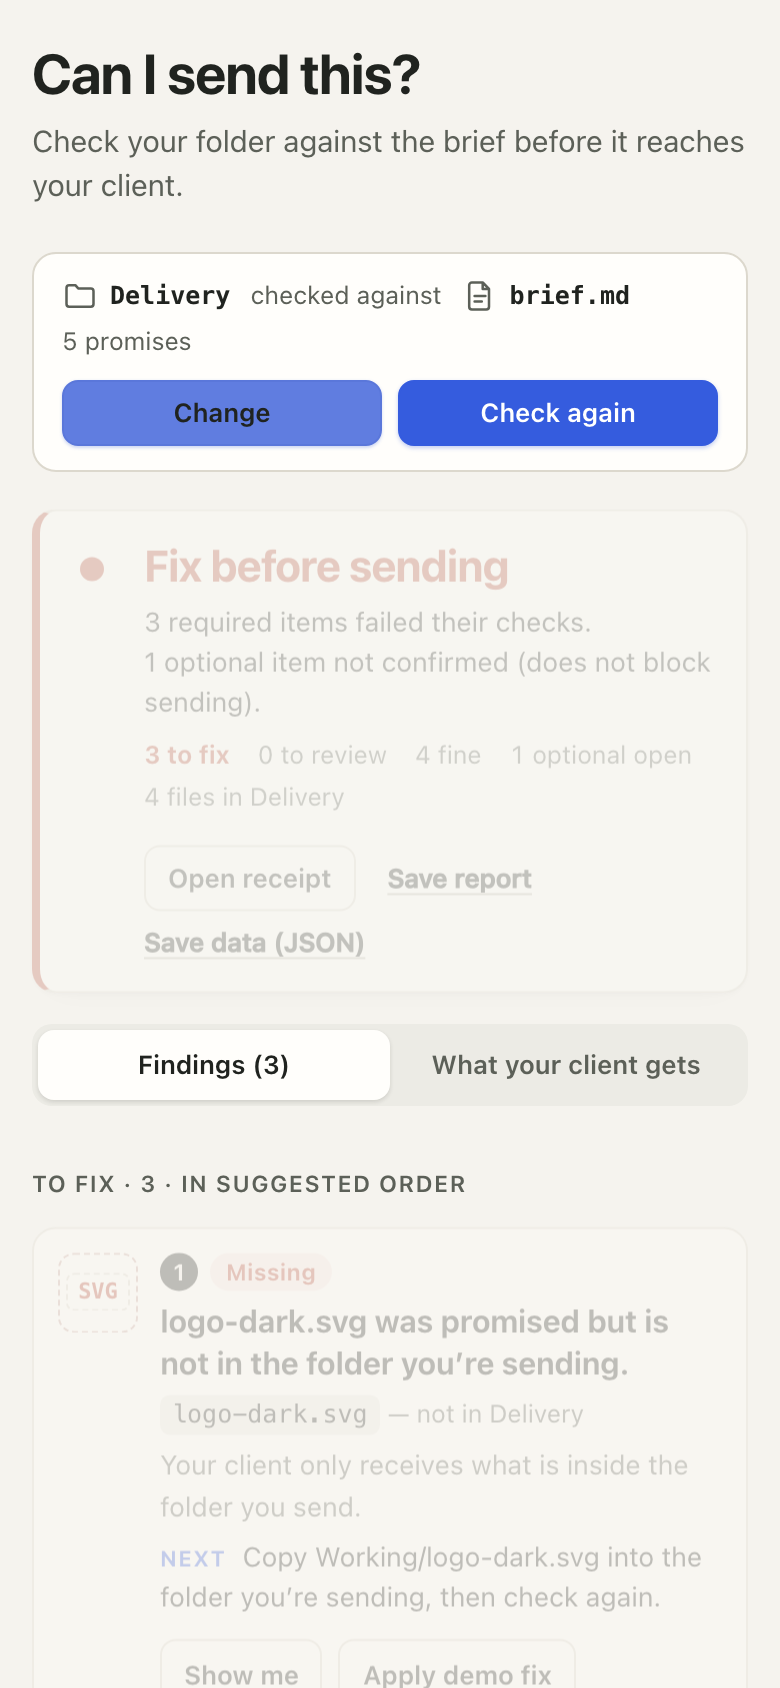 Can I send this?
Check your folder against the brief before it reaches
your client.
Delivery checked against brief.md
5 promises
Change
Check again
Fix before sending
3 required items failed their checks.
1 optional item not confirmed (does not block
sending).
3 to fix 0 to review 4 fine 1 optional open
4 files in Delivery
Open receipt
Save report
Save data (JSON)
Findings (3)
What your client gets
TO FIX · 3 · IN SUGGESTED ORDER
SVG
1 Missing
logo-dark.svg was promised but is
not in the folder you’re sending.
logo-dark.svg — not in Delivery
Your client only receives what is inside the
folder you send.
NEXT Copy Working/logo-dark.svg into the
folder you’re sending, then check again.
Show me
Apply demo fix